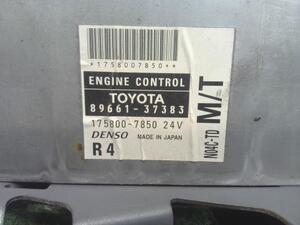 *1758007850**
ENGINE CONTROL
TOYOTA
89661-37383
175800-7850 24V
DENSO MADE IN JAPAN
R4
M/T
N04C-TD